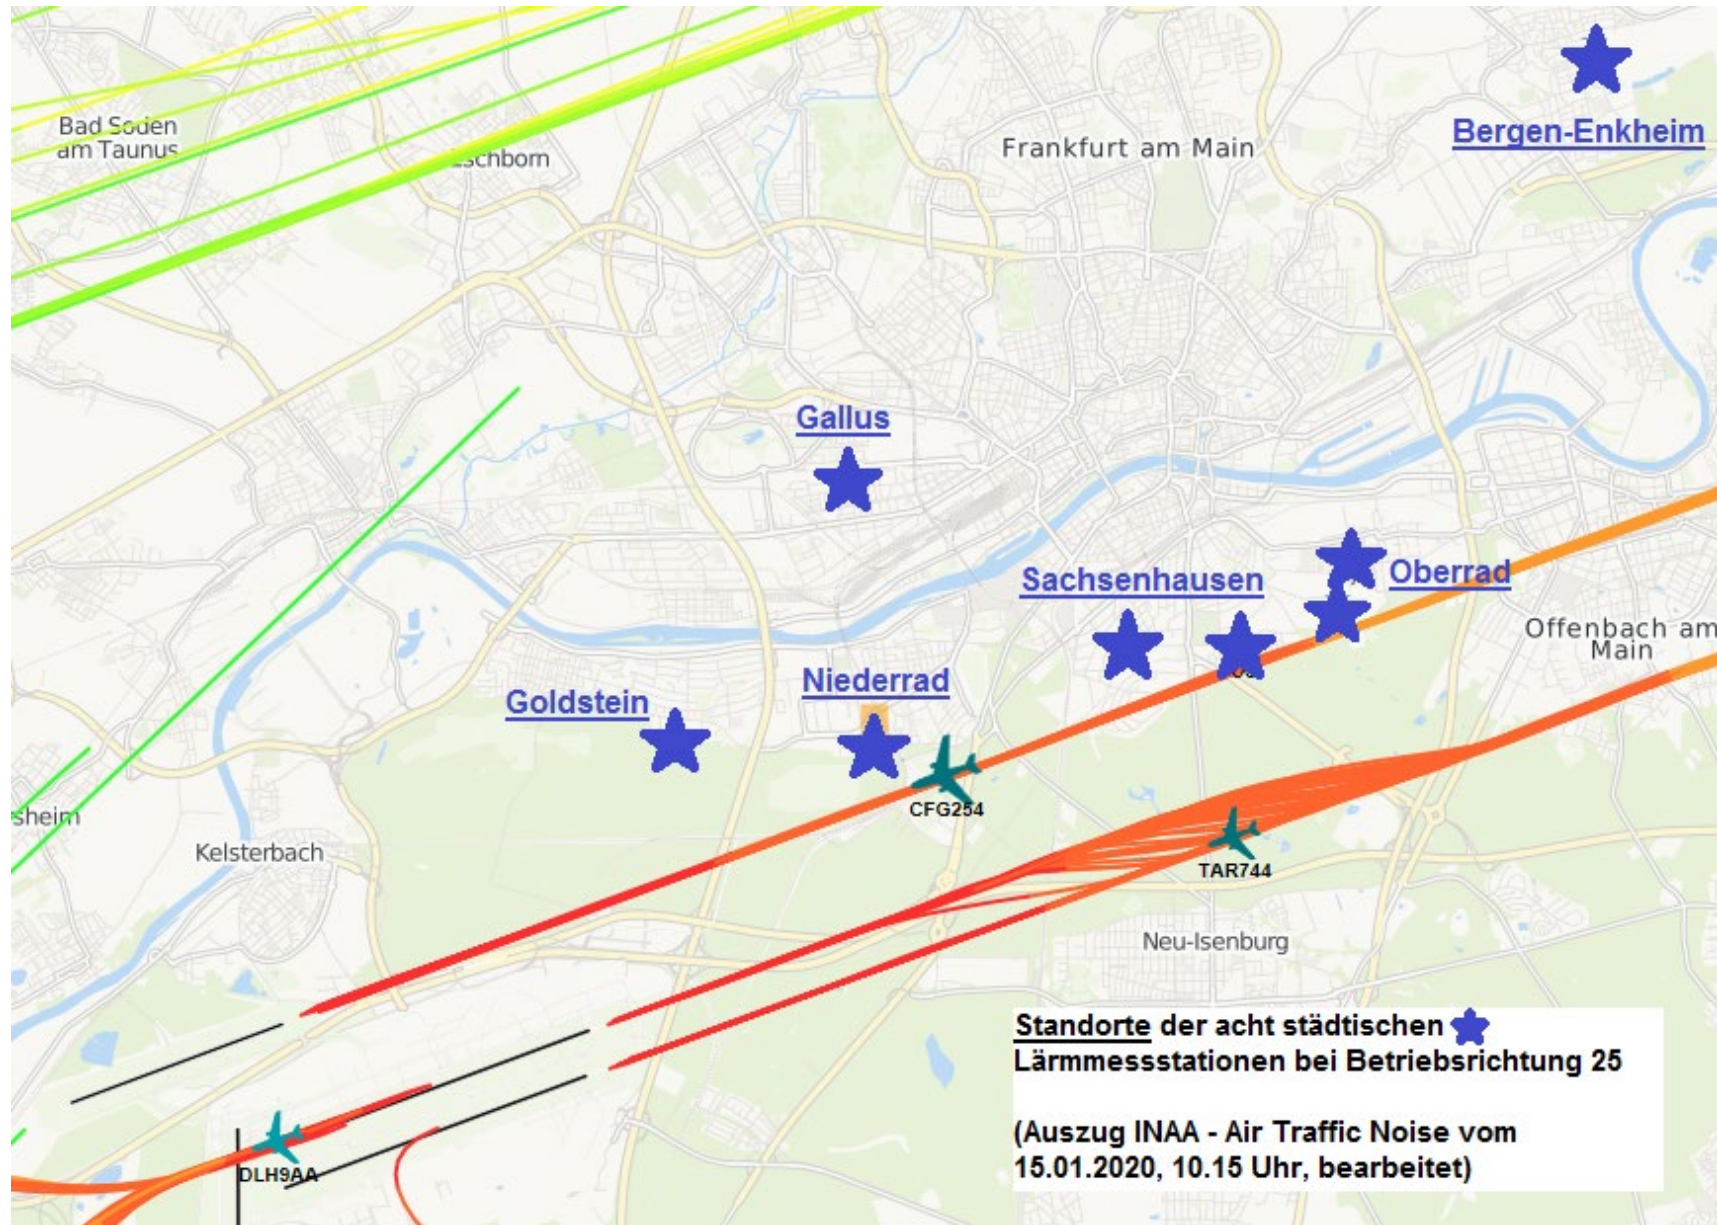 Bad Soden
am Taunus
Eschborn
Frankfurt am Main
Bergen-Enkheim
Gallus
Sachsenhausen
Oberrad
Offenbach am
Main
Niederrad
Goldstein
CFG254
sheim
Kelsterbach
TAR744
Neu-Isenburg
DLH9AA
Standorte der acht städtischen
Lärmmessstationen bei Betriebsrichtung 25
(Auszug INAA - Air Traffic Noise vom
15.01.2020, 10.15 Uhr, bearbeitet)